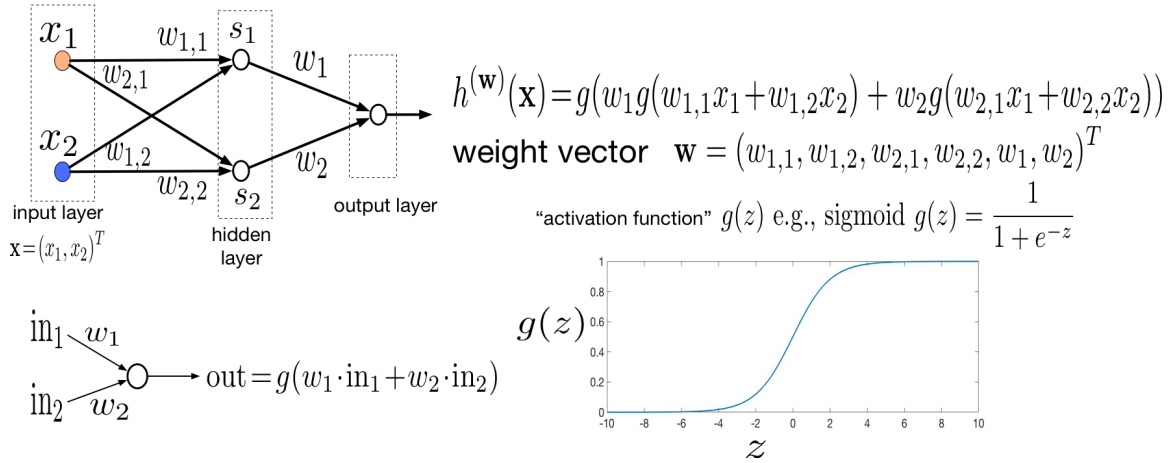 x₁ w₁,₁ s₁
w₂,₁ w₁
x₂ w₁,₂ w₂
w₂,₂ s₂
input layer
x=(x₁, x₂)ᵀ
hidden
layer
output layer
h⁽ʷ⁾(x)=g(w₁g(w₁,₁x₁+w₁,₂x₂) + w₂g(w₂,₁x₁+w₂,₂x₂))
weight vector w = (w₁,₁, w₁,₂, w₂,₁, w₂,₂, w₁, w₂)ᵀ
“activation function” g(z) e.g., sigmoid g(z) = 1 / (1 + e⁻ᶻ)
in₁ w₁
in₂ w₂
out=g(w₁·in₁+w₂·in₂)
g(z)
1
0.8
0.6
0.4
0.2
0
-10 -8 -6 -4 -2 0 2 4 6 8 10
z